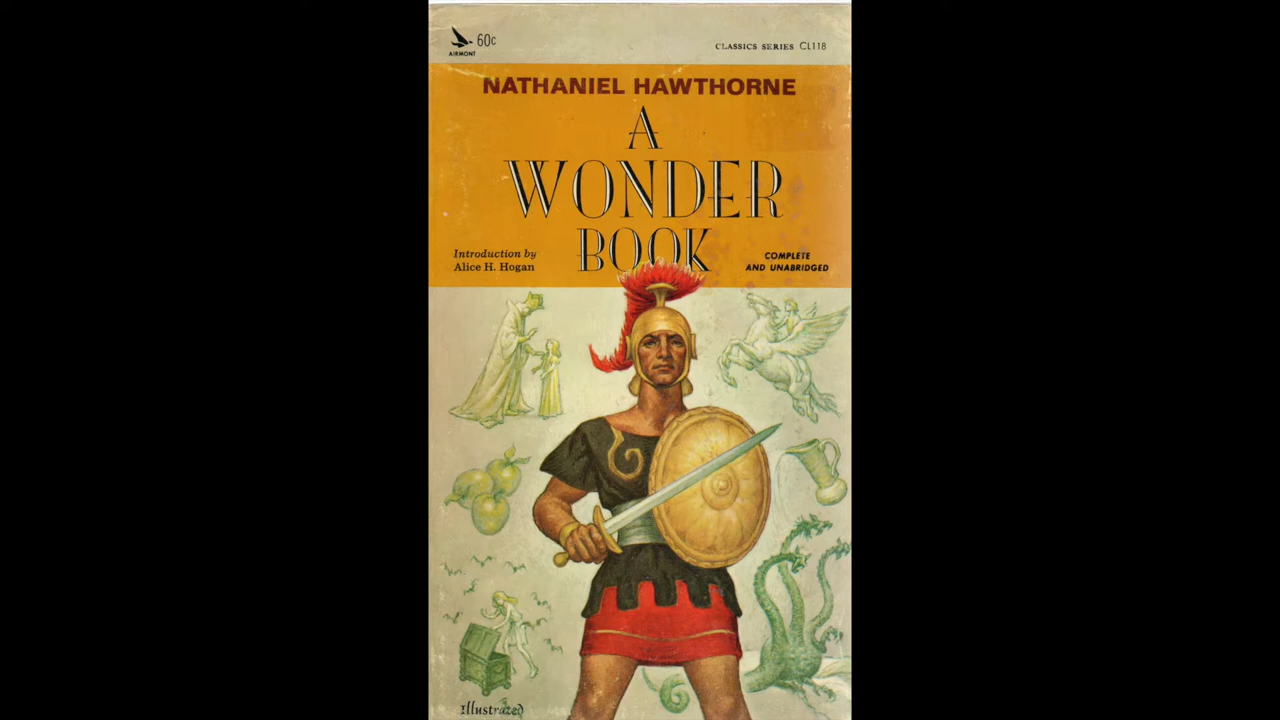 60c
AIRMONT
CLASSICS SERIES CL118
NATHANIEL HAWTHORNE
A
WONDER
BOOK
Introduction by
Alice H. Hogan
COMPLETE
AND UNABRIDGED
Illustrated